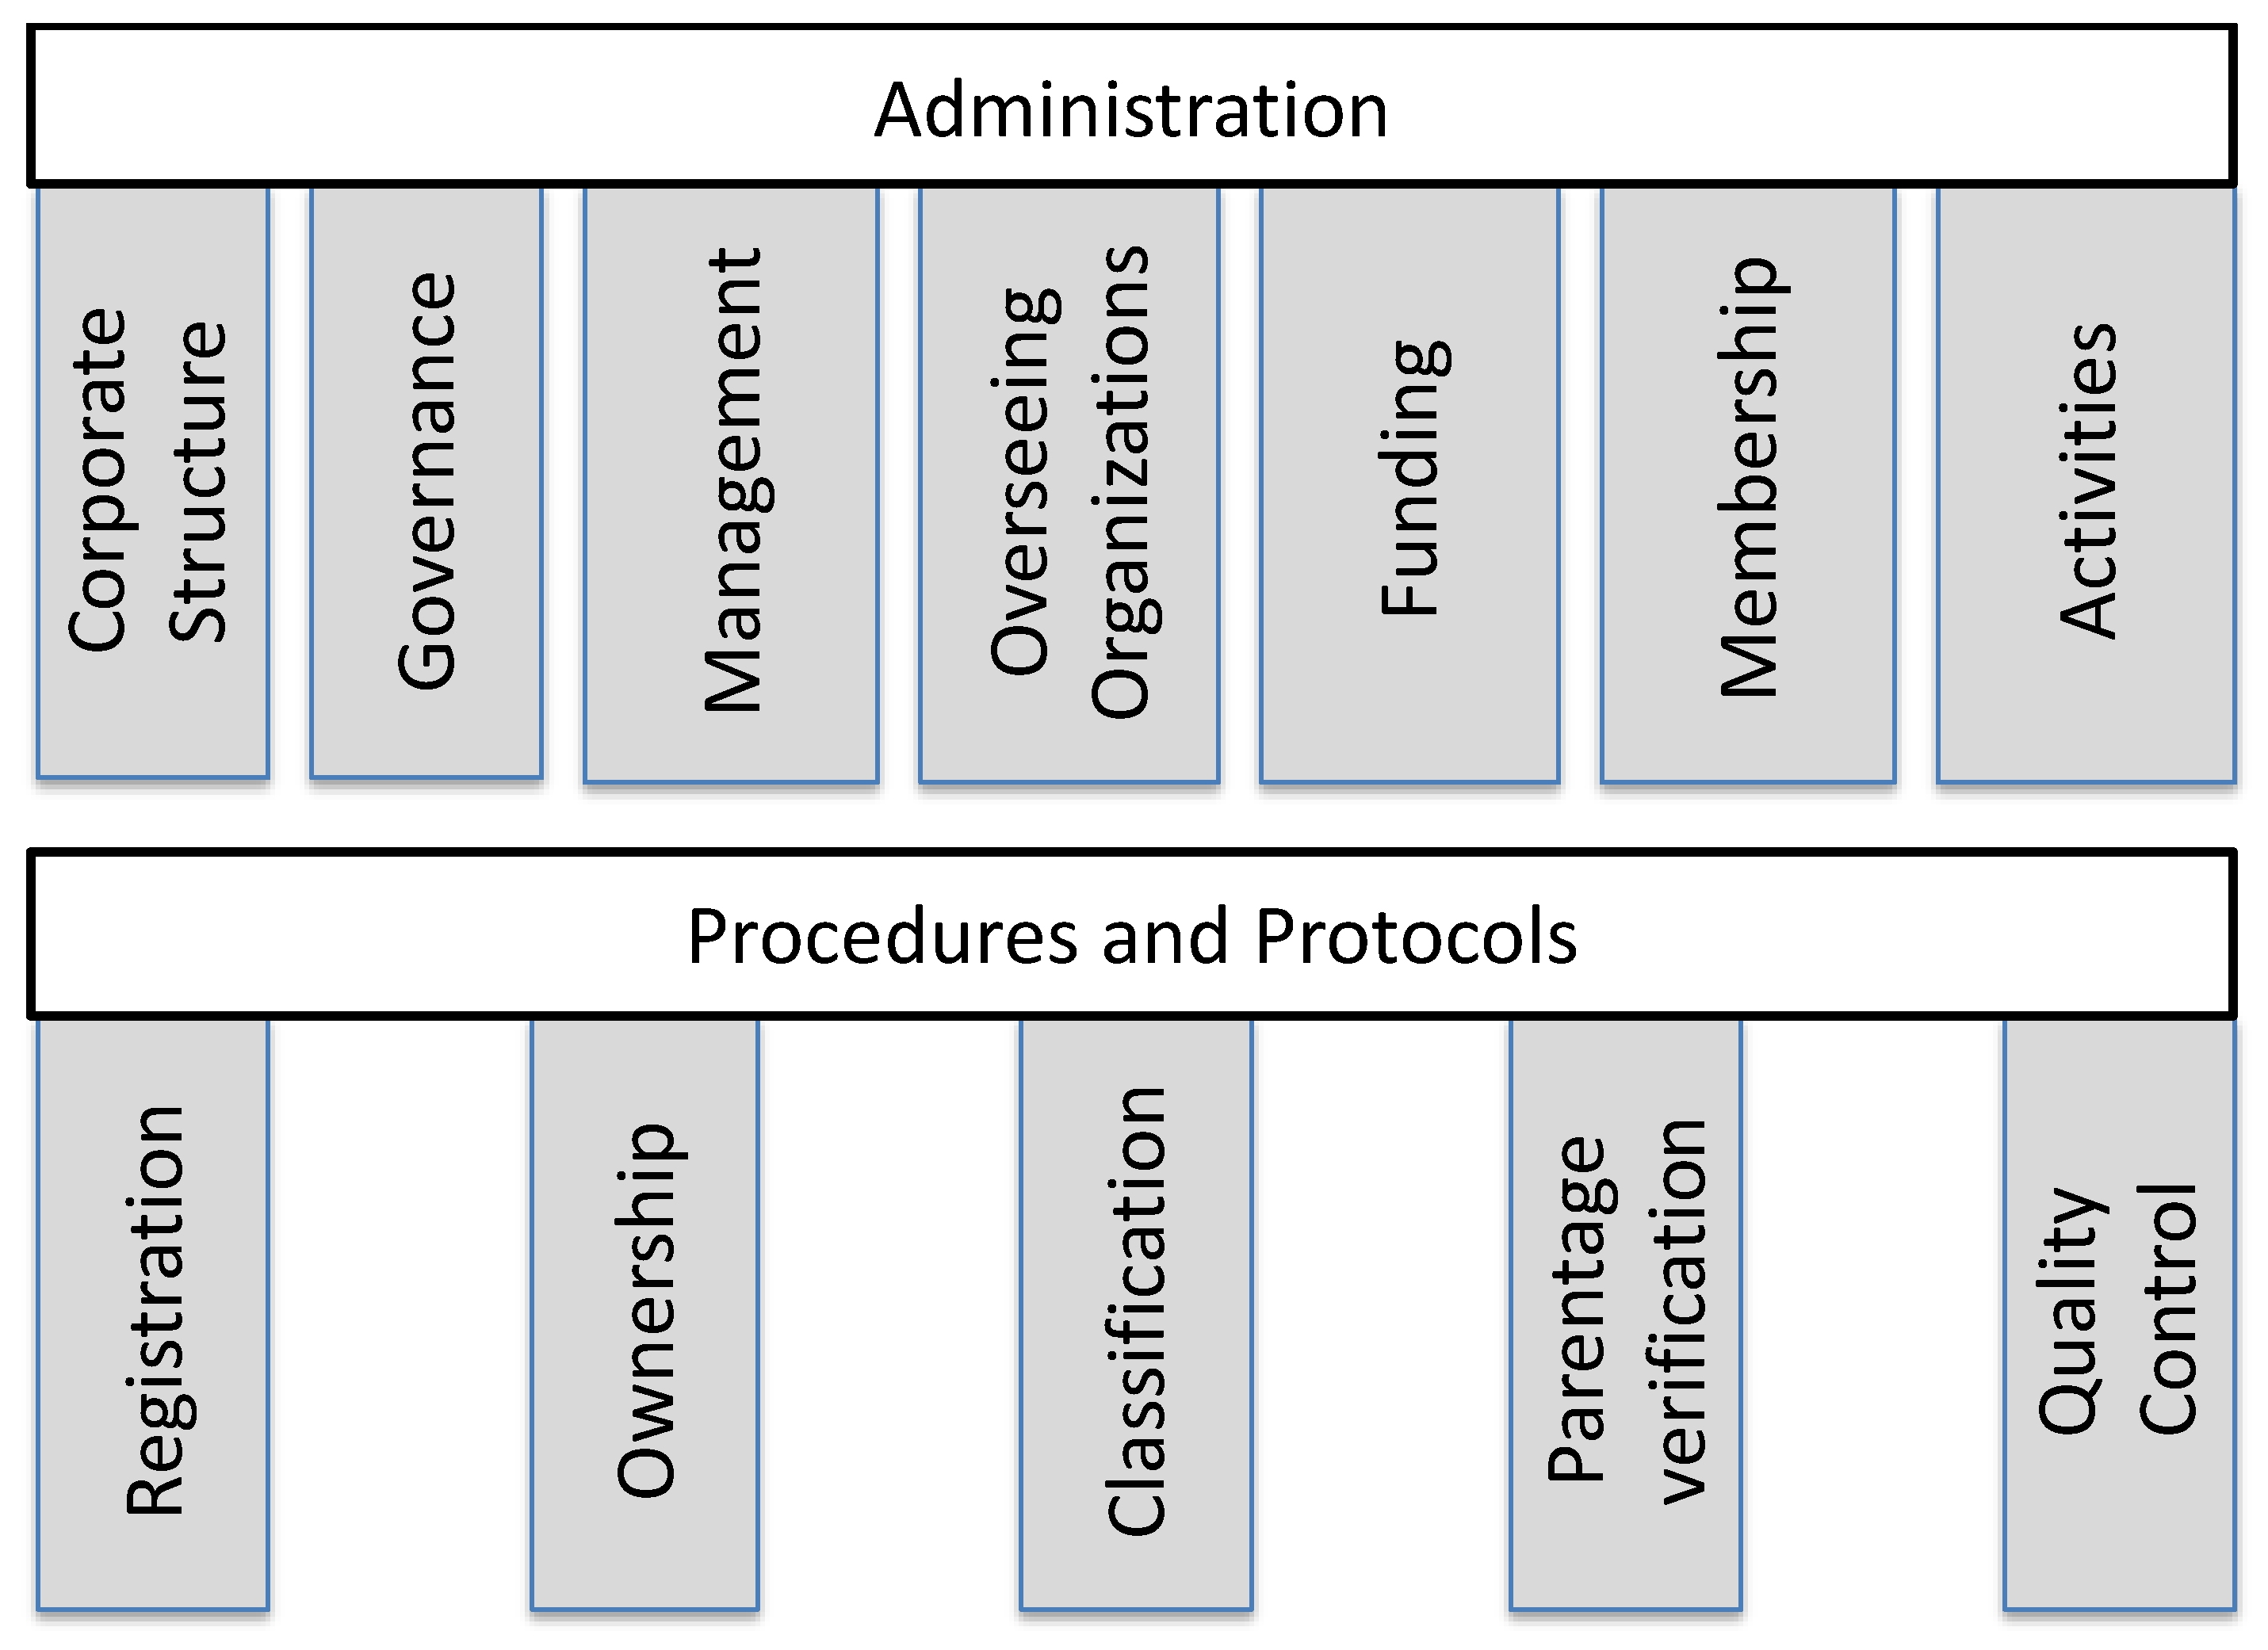 Administration
Corporate
Structure
Governance
Management
Overseeing
Organizations
Funding
Membership
Activities
Procedures and Protocols
Registration
Ownership
Classification
Parentage
verification
Quality
Control